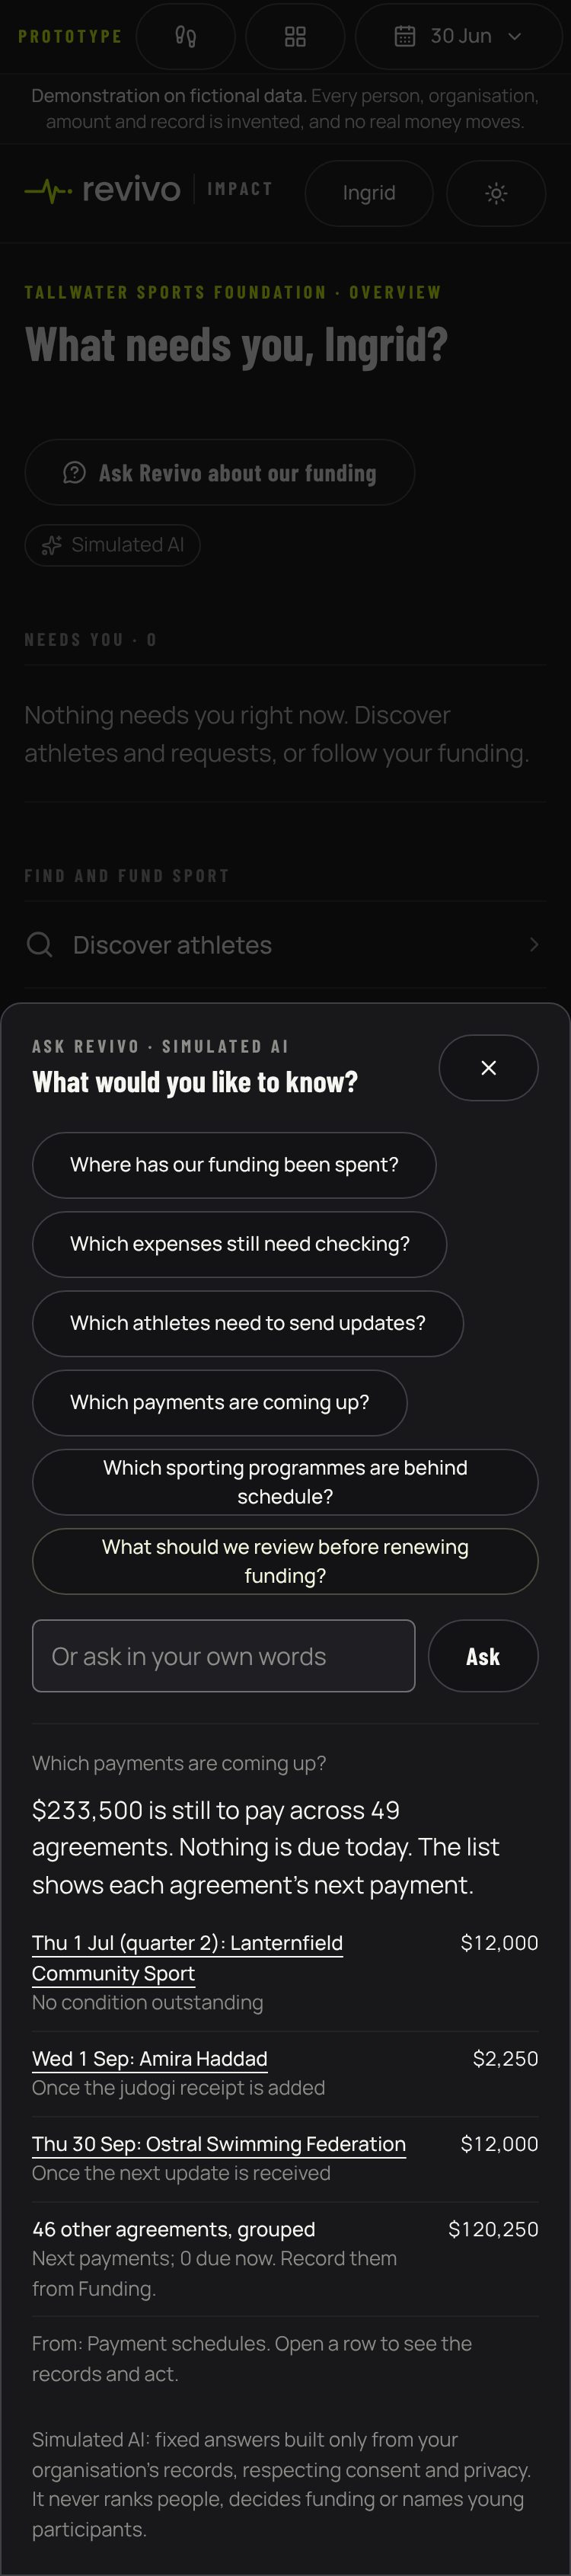 PROTOTYPE
30 Jun
Demonstration on fictional data. Every person, organisation,
amount and record is invented, and no real money moves.
revivo IMPACT
Ingrid
TALLWATER SPORTS FOUNDATION · OVERVIEW
What needs you, Ingrid?
Ask Revivo about our funding
Simulated AI
NEEDS YOU · 0
Nothing needs you right now. Discover
athletes and requests, or follow your funding.
FIND AND FUND SPORT
Discover athletes
ASK REVIVO · SIMULATED AI
What would you like to know?
Where has our funding been spent?
Which expenses still need checking?
Which athletes need to send updates?
Which payments are coming up?
Which sporting programmes are behind
schedule?
What should we review before renewing
funding?
Or ask in your own words
Ask
Which payments are coming up?
$233,500 is still to pay across 49
agreements. Nothing is due today. The list
shows each agreement's next payment.
Thu 1 Jul (quarter 2): Lanternfield $12,000
Community Sport
No condition outstanding
Wed 1 Sep: Amira Haddad $2,250
Once the judogi receipt is added
Thu 30 Sep: Ostral Swimming Federation $12,000
Once the next update is received
46 other agreements, grouped $120,250
Next payments; 0 due now. Record them
from Funding.
From: Payment schedules. Open a row to see the
records and act.
Simulated AI: fixed answers built only from your
organisation's records, respecting consent and privacy.
It never ranks people, decides funding or names young
participants.